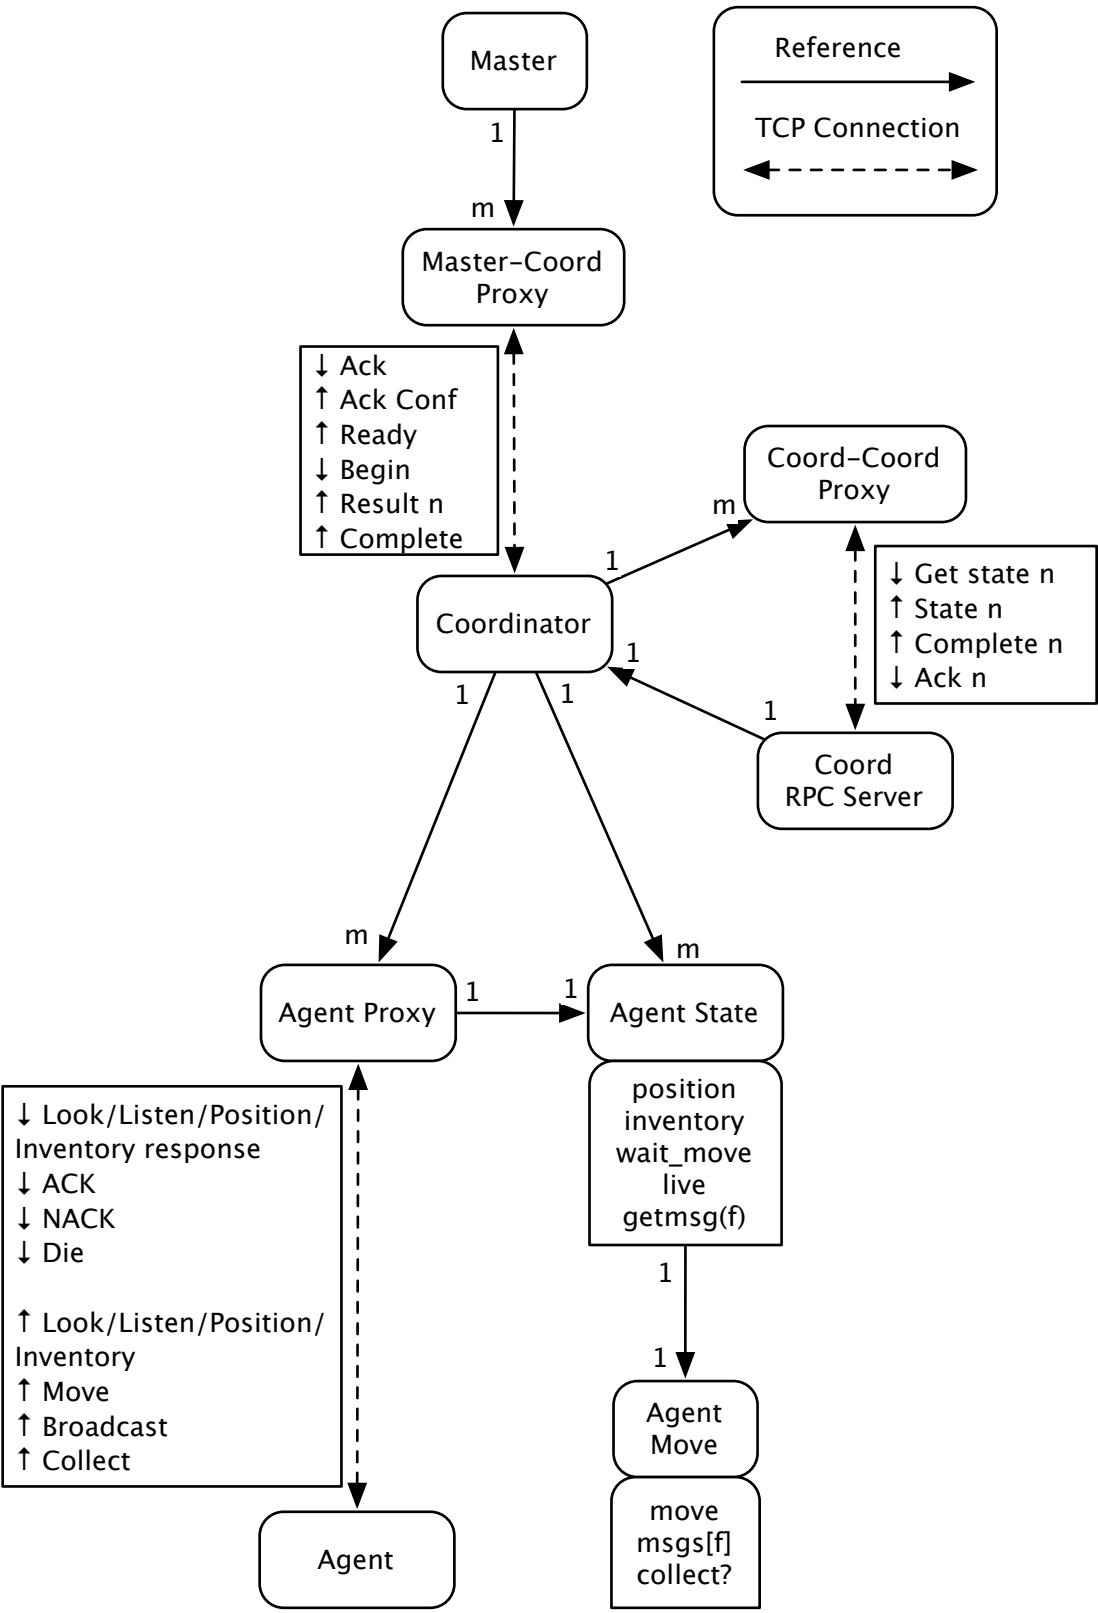 Master
Reference
TCP Connection
1
m
Master-Coord
Proxy
↓ Ack
↑ Ack Conf
↑ Ready
↓ Begin
↑ Result n
↑ Complete
Coord-Coord
Proxy
m
1
↓ Get state n
↑ State n
↑ Complete n
↓ Ack n
Coordinator
1
1
1
1
Coord
RPC Server
m
m
Agent Proxy
1
1
Agent State
position
inventory
wait_move
live
getmsg(f)
↓ Look/Listen/Position/
Inventory response
↓ ACK
↓ NACK
↓ Die
↑ Look/Listen/Position/
Inventory
↑ Move
↑ Broadcast
↑ Collect
1
1
Agent
Move
move
msgs[f]
collect?
Agent